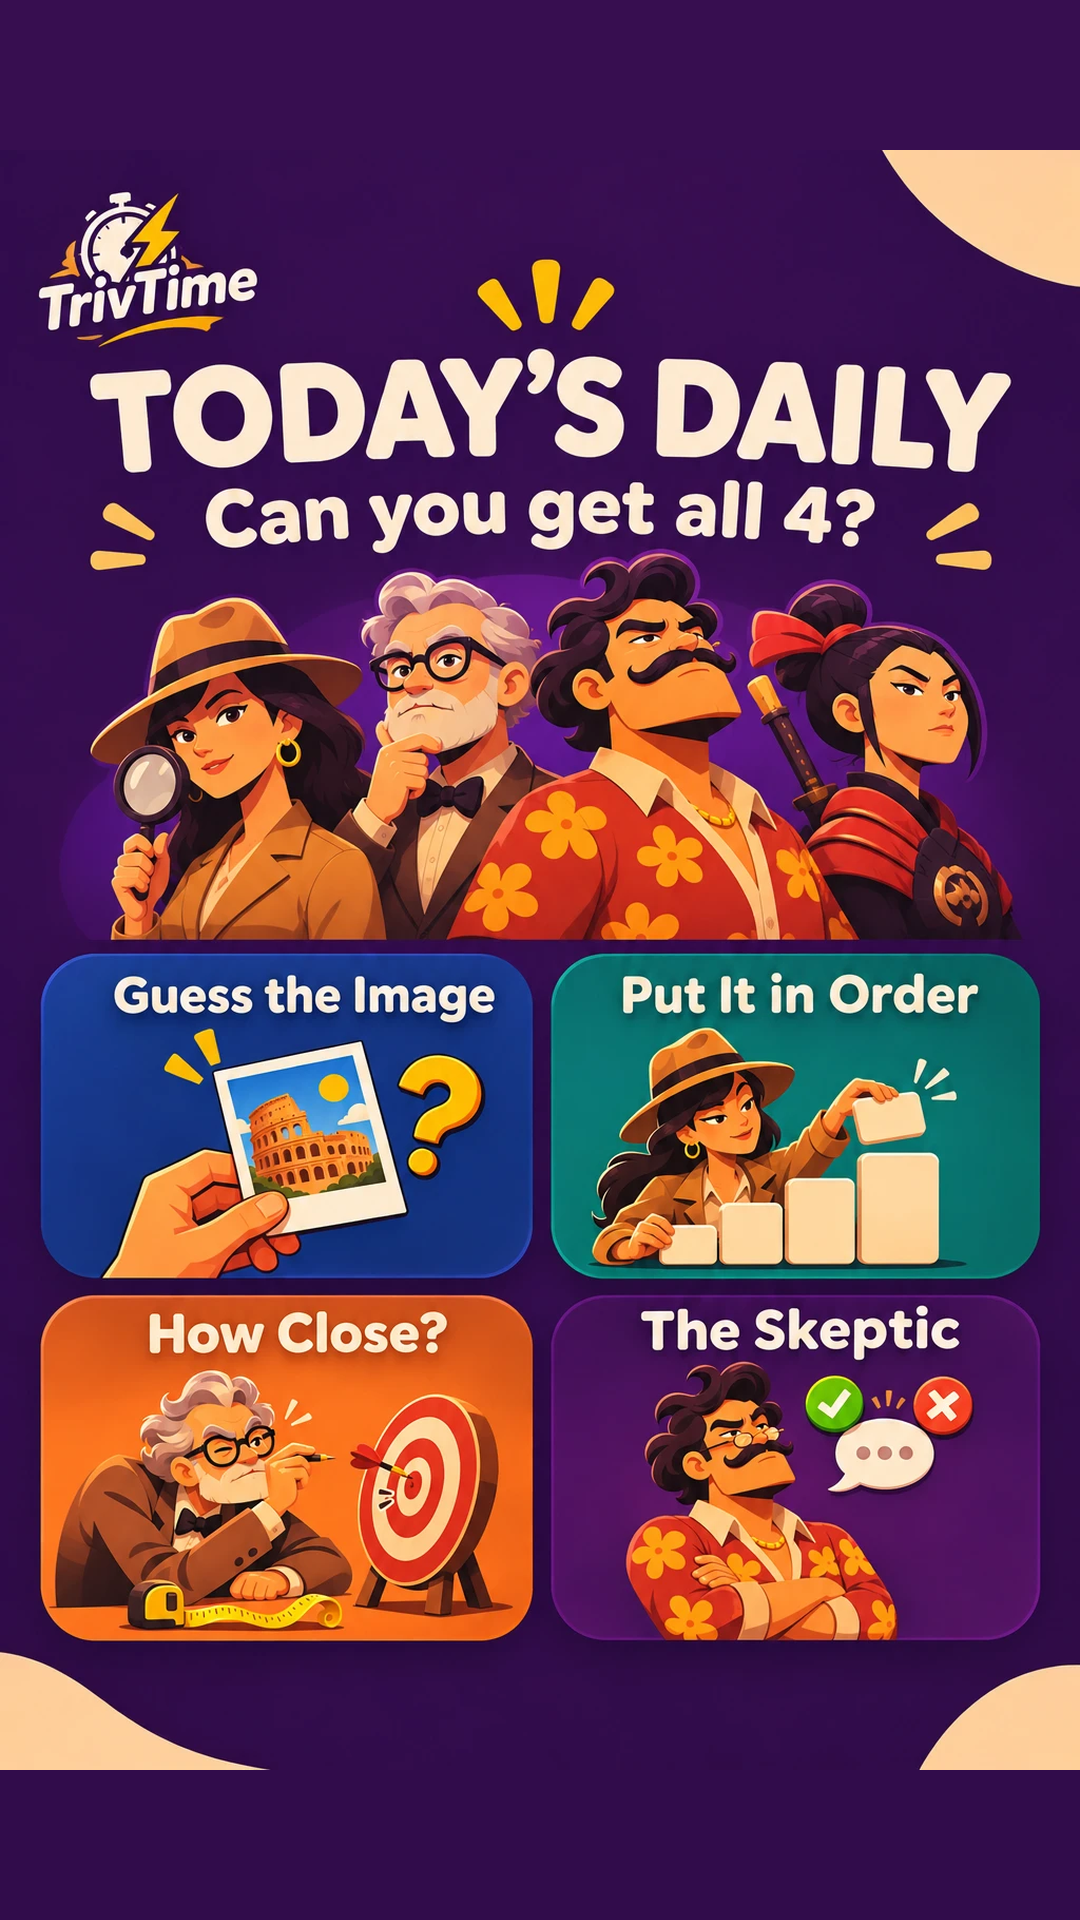 TrivTime
TODAY'S DAILY
Can you get all 4?
Guess the Image
Put It in Order
How Close?
The Skeptic